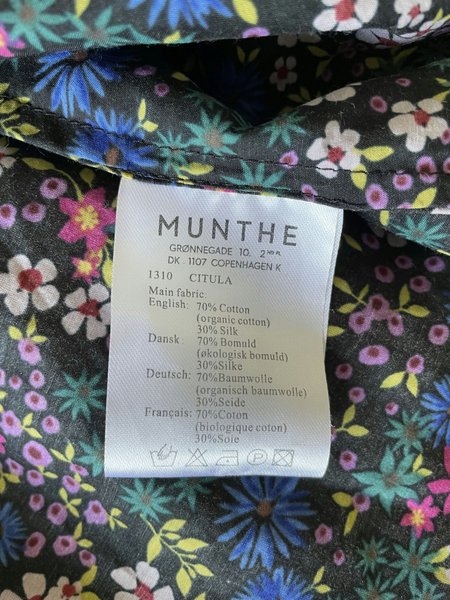 MUNTHE
GRØNNEGADE 10. 2ND FL
DK . 1107 COPENHAGEN K
1310 CITULA
Main fabric:
English: 70% Cotton
(organic cotton)
30% Silk
Dansk : 70% Bomuld
(økologisk bomuld)
30%Silke
Deutsch: 70%Baumwolle
(organisch baumwolle)
30%Seide
Français: 70%Coton
(biologique coton)
30%Soie